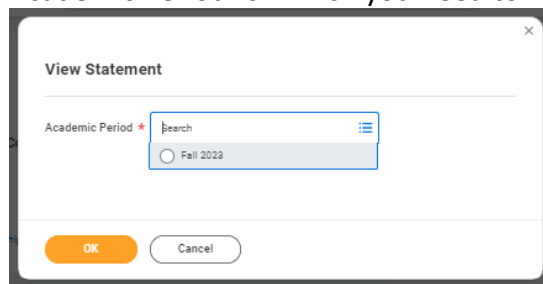 View Statement
Academic Period *
Search
Fall 2023
OK
Cancel